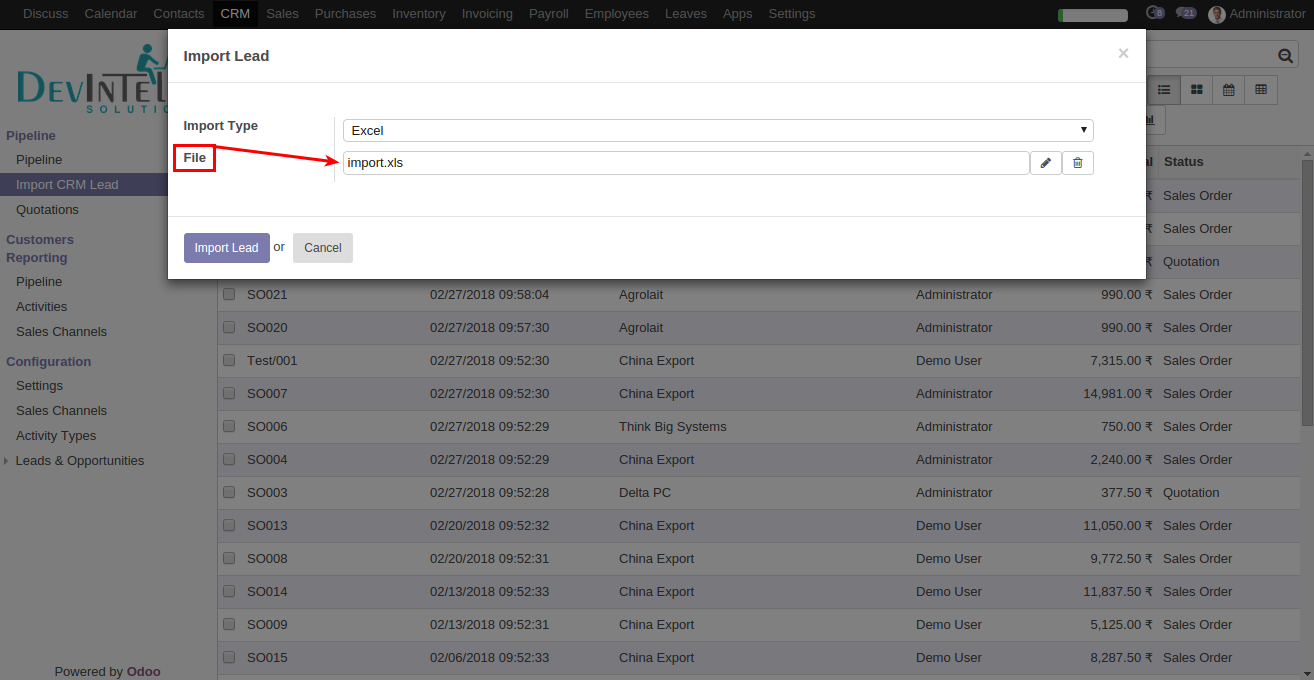 Discuss Calendar Contacts CRM Sales Purchases Inventory Invoicing Payroll Employees Leaves Apps Settings 8 21 Administrator
DEVINTEL
SOLUTIO
Import Lead ×
Import Type Excel
File import.xls
Import Lead or Cancel
Pipeline
Pipeline
Import CRM Lead
Quotations
Customers
Reporting
Pipeline
Activities
Sales Channels
Configuration
Settings
Sales Channels
Activity Types
Leads & Opportunities
Powered by Odoo
Status
₹ Sales Order
₹ Sales Order
₹ Quotation
SO021 02/27/2018 09:58:04 Agrolait Administrator 990.00 ₹ Sales Order
SO020 02/27/2018 09:57:30 Agrolait Administrator 990.00 ₹ Sales Order
Test/001 02/27/2018 09:52:30 China Export Demo User 7,315.00 ₹ Sales Order
SO007 02/27/2018 09:52:30 China Export Administrator 14,981.00 ₹ Sales Order
SO006 02/27/2018 09:52:29 Think Big Systems Administrator 750.00 ₹ Sales Order
SO004 02/27/2018 09:52:29 China Export Administrator 2,240.00 ₹ Sales Order
SO003 02/27/2018 09:52:28 Delta PC Administrator 377.50 ₹ Quotation
SO013 02/20/2018 09:52:32 China Export Demo User 11,050.00 ₹ Sales Order
SO008 02/20/2018 09:52:31 China Export Demo User 9,772.50 ₹ Sales Order
SO014 02/13/2018 09:52:33 China Export Demo User 11,837.50 ₹ Sales Order
SO009 02/13/2018 09:52:31 China Export Demo User 5,125.00 ₹ Sales Order
SO015 02/06/2018 09:52:33 China Export Demo User 8,287.50 ₹ Sales Order